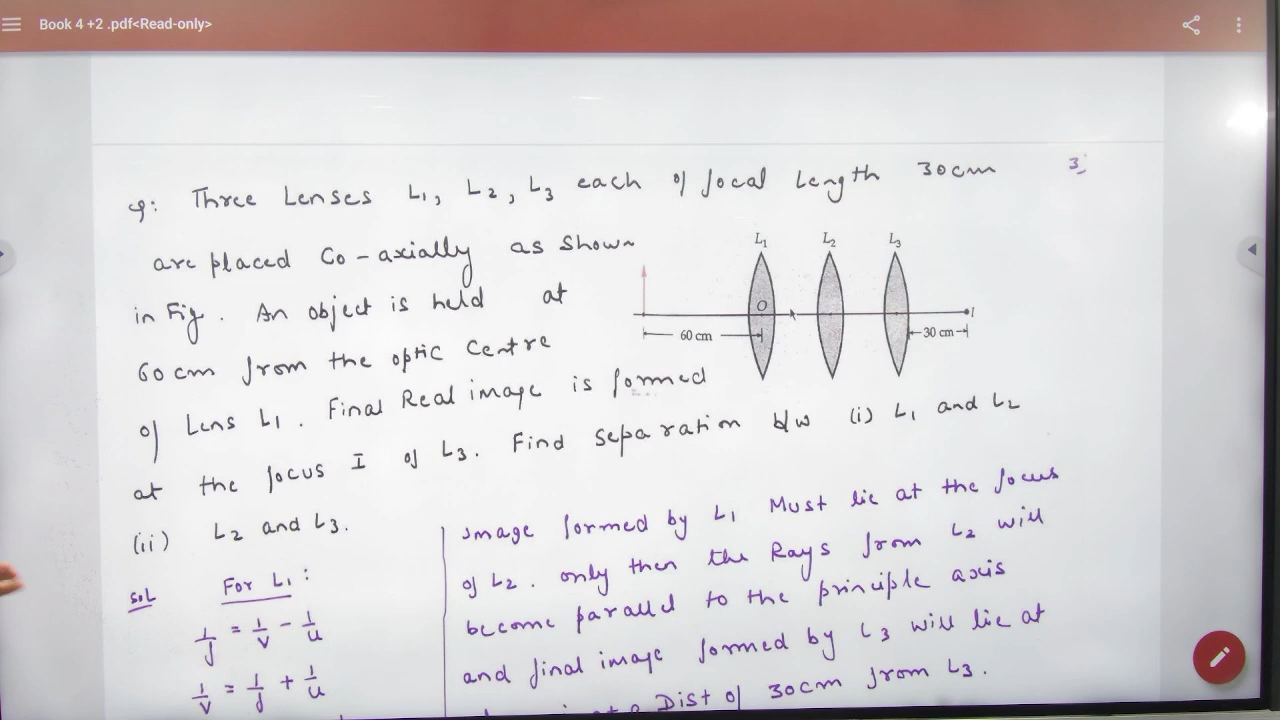 Book 4 +2 .pdf<Read-only>
Q: Three Lenses L1, L2, L3 each of focal Length 30cm
3
are placed Co-axially as Shown
in Fig. An object is held at
60 cm from the optic Centre
of Lens L1. Final Real image is formed
at the focus I of L3. Find Separation b/w (i) L1 and L2
(ii) L2 and L3.
L1 L2 L3
O
I
60 cm
30 cm
Sol For L1:
1/f = 1/v - 1/u
1/v = 1/f + 1/u
Image formed by L1 Must lie at the focus
of L2. only then the Rays from L2 will
become parallel to the principle axis
and final image formed by L3 will lie at
Dist of 30cm from L3.